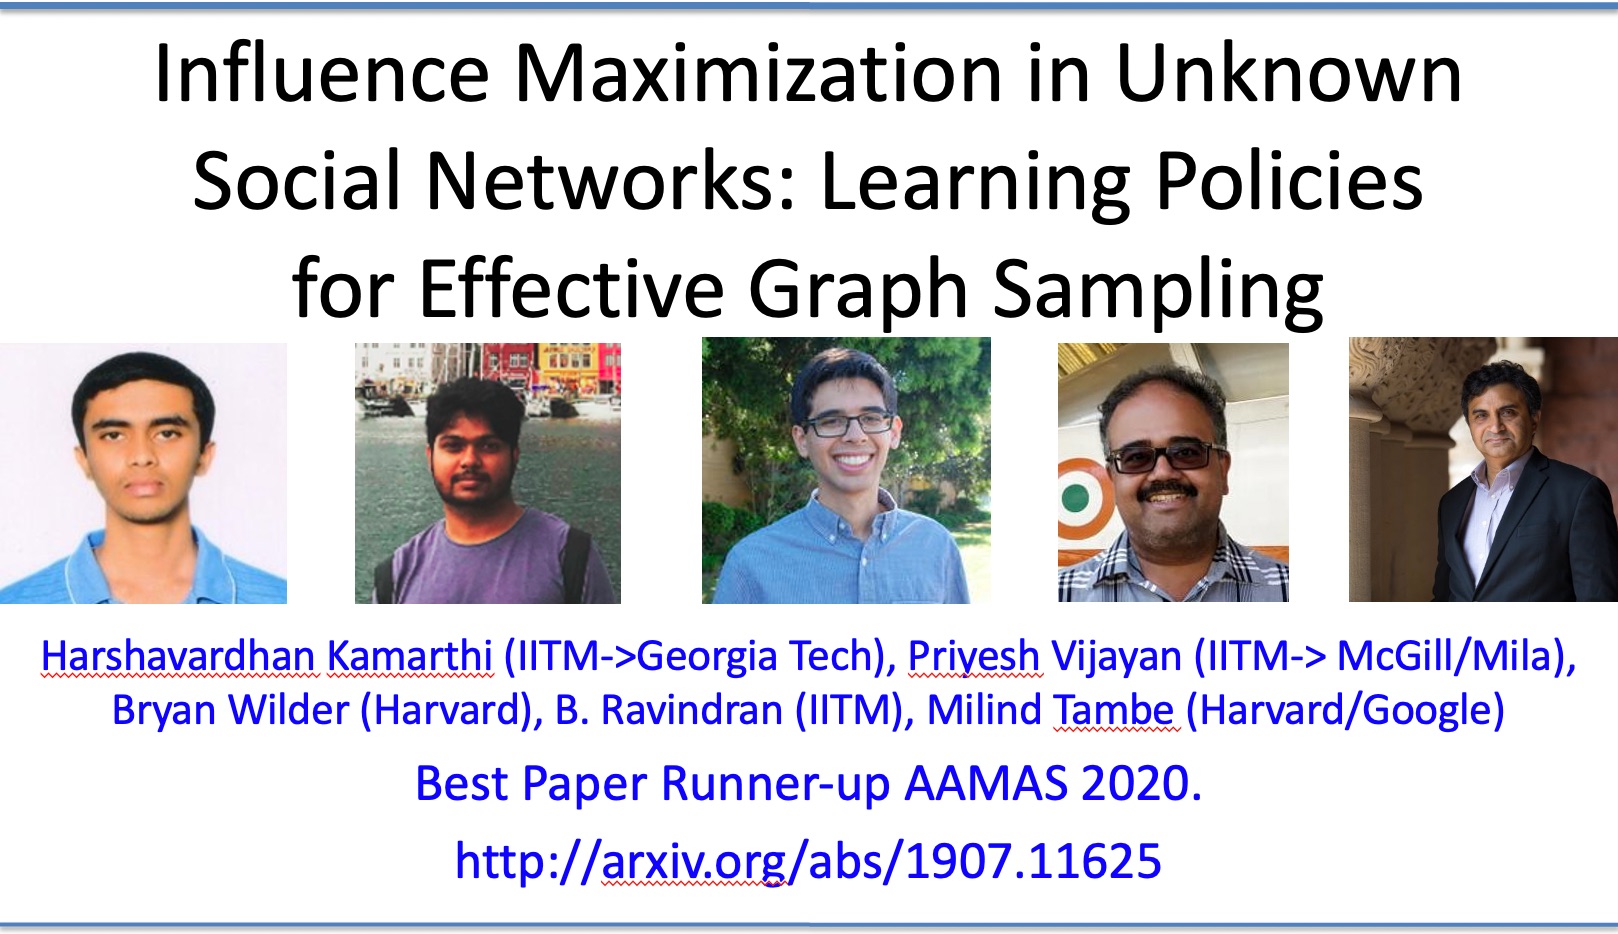 Influence Maximization in Unknown
Social Networks: Learning Policies
for Effective Graph Sampling
Harshavardhan Kamarthi (IITM->Georgia Tech), Priyesh Vijayan (IITM-> McGill/Mila),
Bryan Wilder (Harvard), B. Ravindran (IITM), Milind Tambe (Harvard/Google)
Best Paper Runner-up AAMAS 2020.
http://arxiv.org/abs/1907.11625